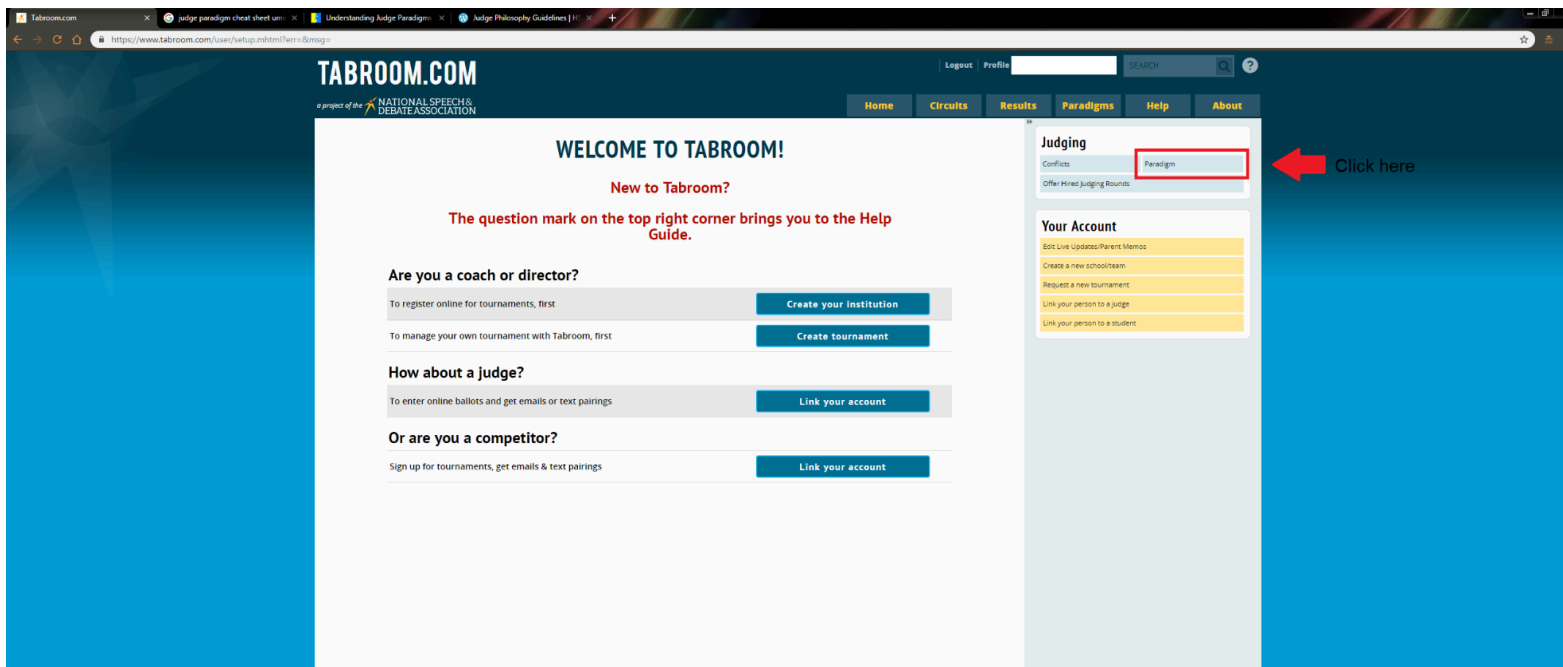 Tabroom.com
judge paradigm cheat sheet um
Understanding Judge Paradigms
Judge Philosophy Guidelines | H
https://www.tabroom.com/user/setup.mhtml?err=&msg=
TABROOM.COM
Logout Profile
SEARCH
?
a project of the NATIONAL SPEECH &
DEBATE ASSOCIATION
Home Circuits Results Paradigms Help About
WELCOME TO TABROOM!
New to Tabroom?
The question mark on the top right corner brings you to the Help
Guide.
Are you a coach or director?
To register online for tournaments, first Create your institution
To manage your own tournament with Tabroom, first Create tournament
How about a judge?
To enter online ballots and get emails or text pairings Link your account
Or are you a competitor?
Sign up for tournaments, get emails & text pairings Link your account
Judging
Conflicts Paradigm
Click here
Offer Hired Judging Rounds
Your Account
Edit Live Updates/Parent Memos
Create a new school/team
Request a new tournament
Link your person to a judge
Link your person to a student